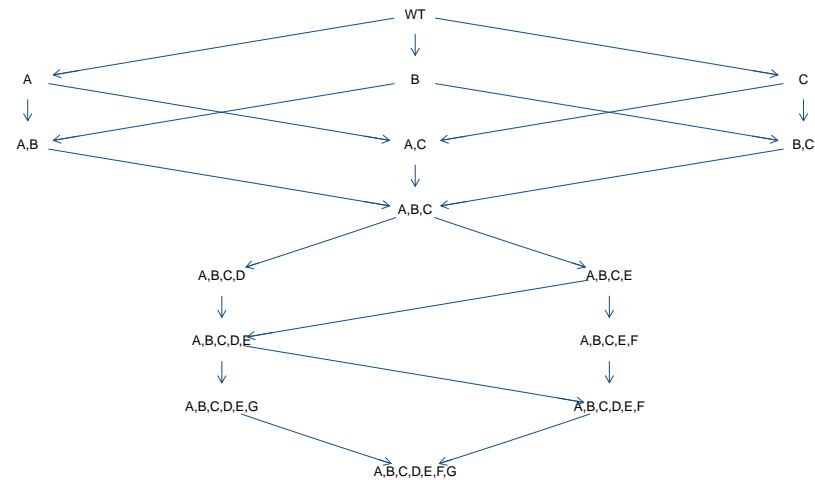 WT
A
B
C
A,B
A,C
B,C
A,B,C
A,B,C,D
A,B,C,E
A,B,C,D,E
A,B,C,E,F
A,B,C,D,E,G
A,B,C,D,E,F
A,B,C,D,E,F,G